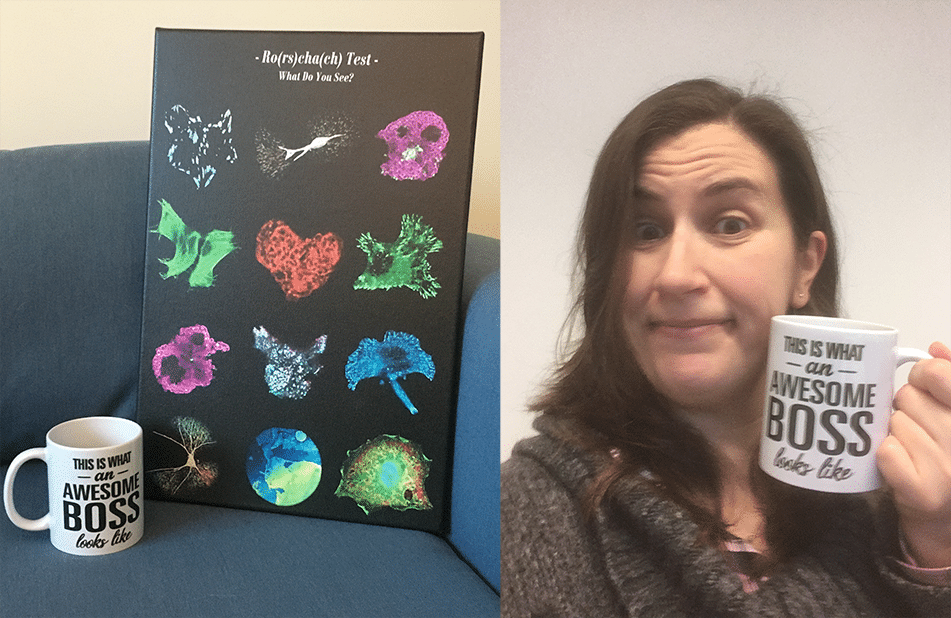 - Ro(rs)cha(ch) Test -
What Do You See?
THIS IS WHAT
- an -
AWESOME
BOSS
looks like
THIS IS WHAT
- an -
AWESOME
BOSS
looks like